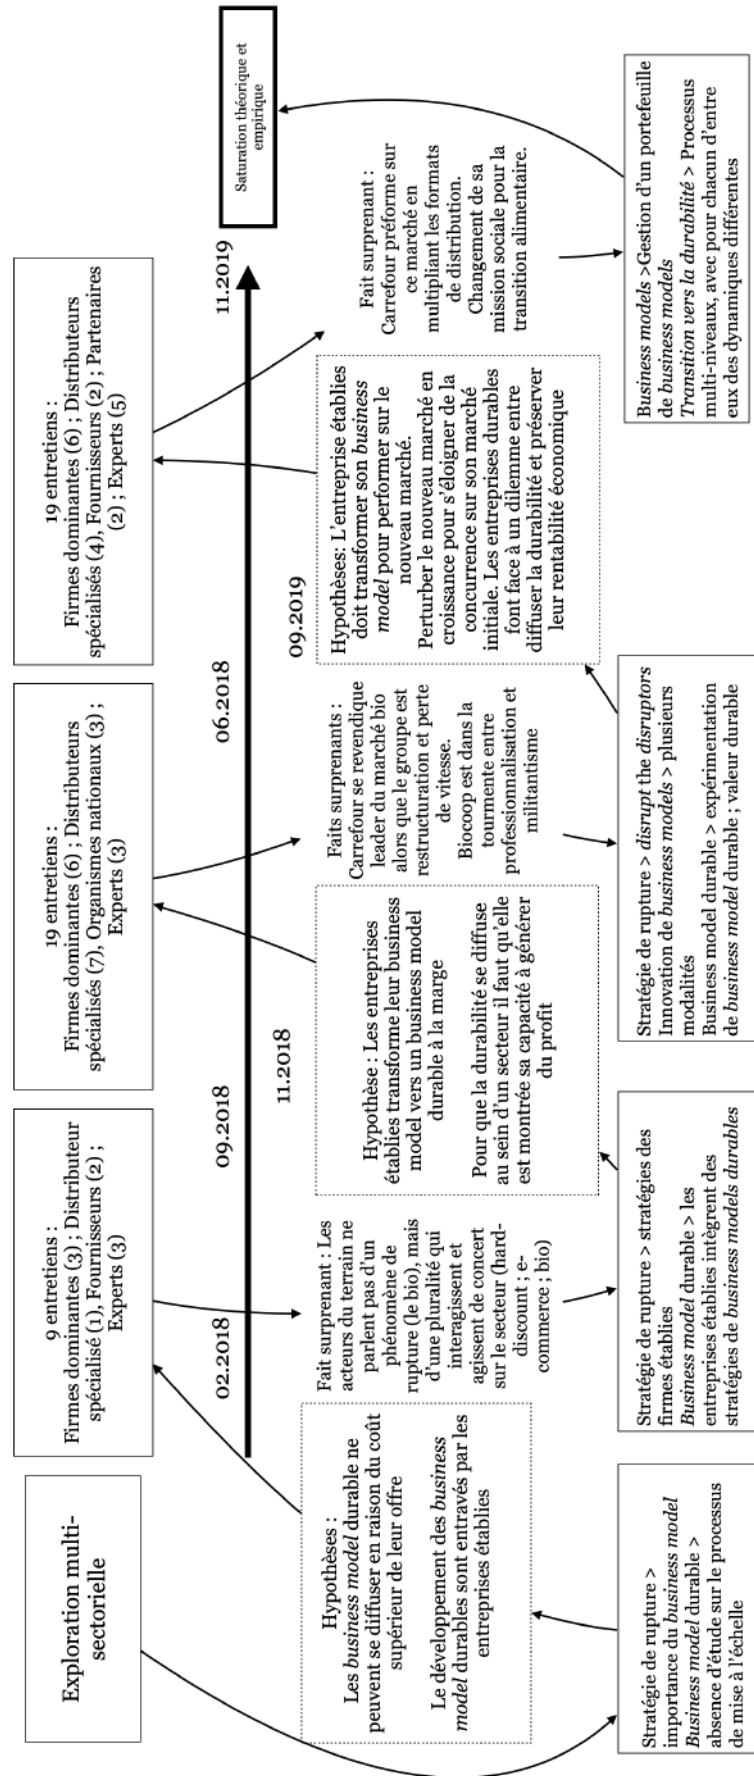 Exploration multi-
sectorielle
9 entretiens :
Firmes dominantes (3) ; Distributeur
spécialisé (1), Fournisseurs (2) ;
Experts (3)
19 entretiens :
Firmes dominantes (6) ; Distributeurs
spécialisés (7), Organismes nationaux (3) ;
Experts (3)
19 entretiens :
Firmes dominantes (6) ; Distributeurs
spécialisés (4), Fournisseurs (2) ; Partenaires
(2) ; Experts (5)
Saturation théorique et
empirique
02.2018
09.2018
11.2018
06.2018
09.2019
11.2019
Hypothèses :
Les business model durable ne
peuvent se diffuser en raison du coût
supérieur de leur offre
Le développement des business
model durables sont entravés par les
entreprises établies
Fait surprenant : Les
acteurs du terrain ne
parlent pas d'un
phénomène de
rupture (le bio), mais
d'une pluralité qui
interagissent et
agissent de concert
sur le secteur (hard-
discount ; e-
commerce ; bio)
Hypothèse : Les entreprises
établies transforme leur business
model vers un business model
durable à la marge
Pour que la durabilité se diffuse
au sein d'un secteur il faut qu'elle
est montrée sa capacité à générer
du profit
Faits surprenants :
Carrefour se revendique
leader du marché bio
alors que le groupe est
restructuration et perte
de vitesse.
Biocoop est dans la
tourmente entre
professionnalisation et
militantisme
Hypothèses: L'entreprise établies
doit transformer son business
model pour performer sur le
nouveau marché.
Perturber le nouveau marché en
croissance pour s'éloigner de la
concurrence sur son marché
initiale. Les entreprises durables
font face à un dilemme entre
diffuser la durabilité et préserver
leur rentabilité économique
Fait surprenant :
Carrefour préforme sur
ce marché en
multipliant les formats
de distribution.
Changement de sa
mission sociale pour la
transition alimentaire.
Stratégie de rupture >
importance du business model
Business model durable >
absence d'étude sur le processus
de mise à l'échelle
Stratégie de rupture > stratégies des
firmes établies
Business model durable > les
entreprises établies intègrent des
stratégies de business models durables
Stratégie de rupture > disrupt the disruptors
Innovation de business models > plusieurs
modalités
Business model durable > expérimentation
de business model durable ; valeur durable
Business models >Gestion d'un portefeuille
de business models
Transition vers la durabilité > Processus
multi-niveaux, avec pour chacun d'entre
eux des dynamiques différentes